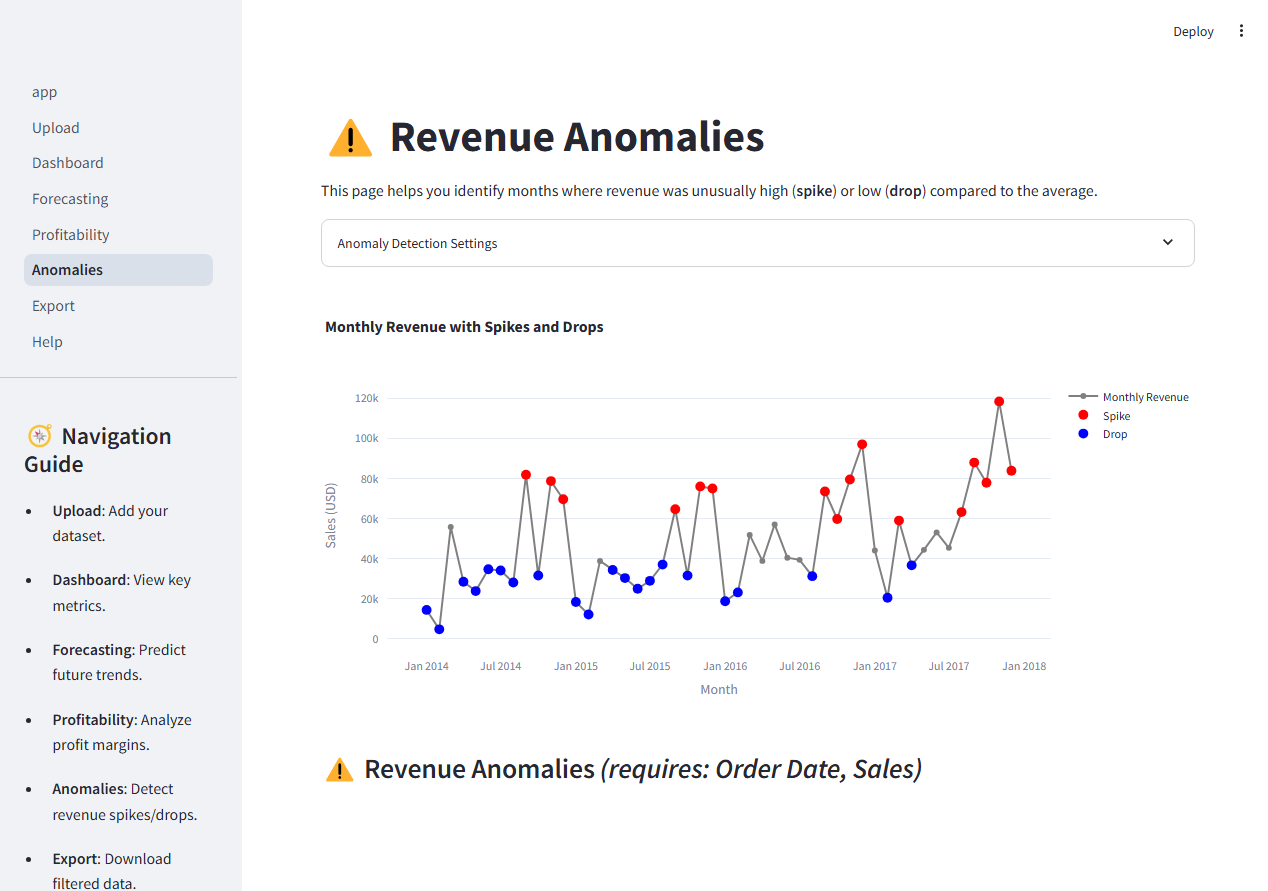 Deploy
app
Upload
Dashboard
Forecasting
Profitability
Anomalies
Export
Help
Navigation
Guide
Upload: Add your
dataset.
Dashboard: View key
metrics.
Forecasting: Predict
future trends.
Profitability: Analyze
profit margins.
Anomalies: Detect
revenue spikes/drops.
Export: Download
filtered data.
Revenue Anomalies
This page helps you identify months where revenue was unusually high (spike) or low (drop) compared to the average.
Anomaly Detection Settings
Monthly Revenue with Spikes and Drops
120k
100k
80k
60k
40k
20k
0
Sales (USD)
Jan 2014 Jul 2014 Jan 2015 Jul 2015 Jan 2016 Jul 2016 Jan 2017 Jul 2017 Jan 2018
Month
Monthly Revenue
Spike
Drop
Revenue Anomalies (requires: Order Date, Sales)